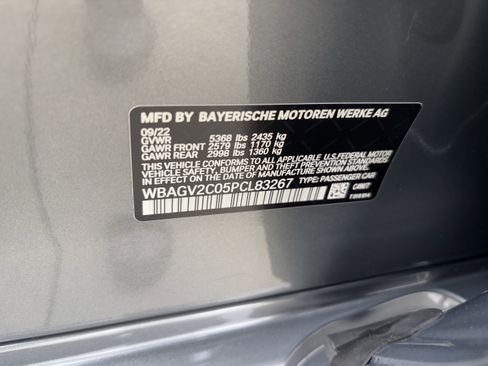 MFD BY BAYERISCHE MOTOREN WERKE AG
09/22
GVWR 5368 lbs 2435 kg
GAWR FRONT 2579 lbs 1170 kg
GAWR REAR 2998 lbs 1360 kg
THIS VEHICLE CONFORMS TO ALL APPLICABLE U.S. FEDERAL MOTOR
VEHICLE SAFETY, BUMPER, AND THEFT PREVENTION STANDARDS
IN EFFECT ON THE DATE OF MANUFACTURE SHOWN ABOVE.
WBAGV2C05PCL83267 TYPE: PASSENGER CAR